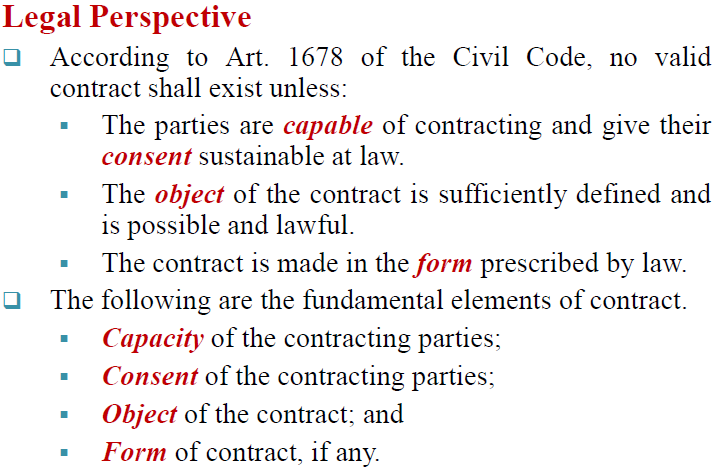 Legal Perspective
According to Art. 1678 of the Civil Code, no valid
contract shall exist unless:
The parties are capable of contracting and give their
consent sustainable at law.
The object of the contract is sufficiently defined and
is possible and lawful.
The contract is made in the form prescribed by law.
The following are the fundamental elements of contract.
Capacity of the contracting parties;
Consent of the contracting parties;
Object of the contract; and
Form of contract, if any.